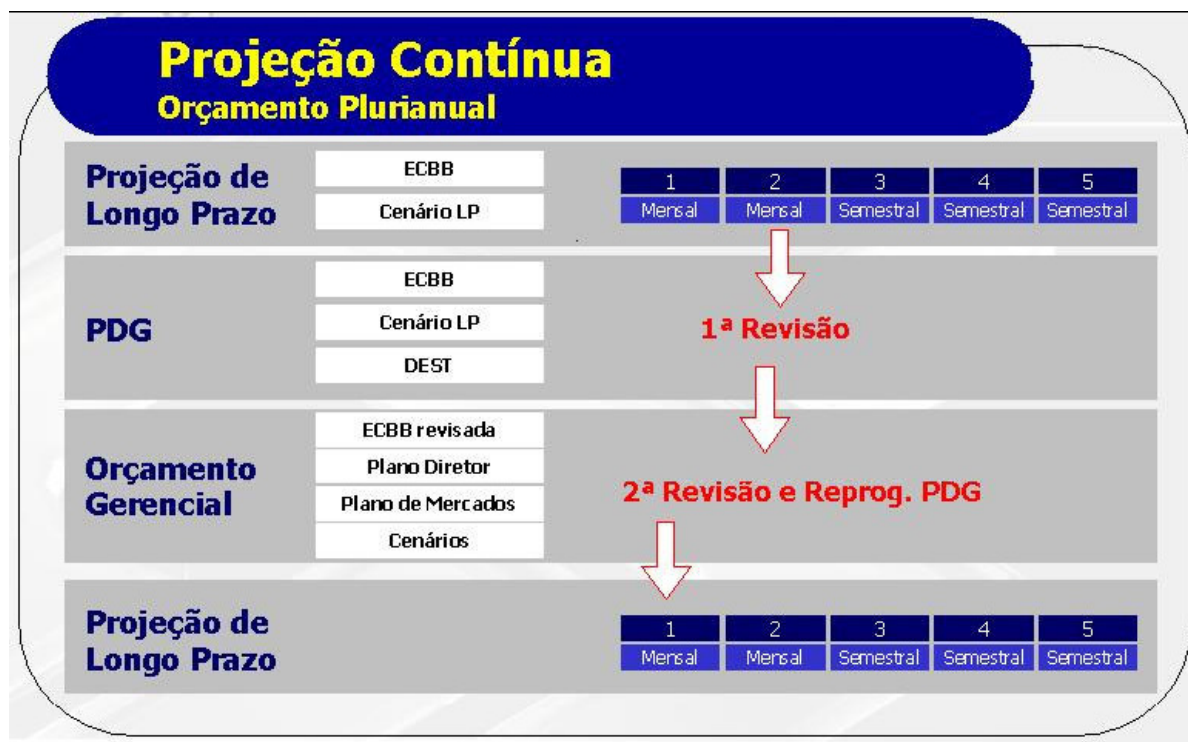 Projeção Contínua
Orçamento Plurianual
Projeção de
Longo Prazo
ECBB
Cenário LP
1 2 3 4 5
Mensal Mensal Semestral Semestral Semestral
PDG
ECBB
Cenário LP
DEST
1ª Revisão
Orçamento
Gerencial
ECBB revisada
Plano Diretor
Plano de Mercados
Cenários
2ª Revisão e Reprog. PDG
Projeção de
Longo Prazo
1 2 3 4 5
Mensal Mensal Semestral Semestral Semestral